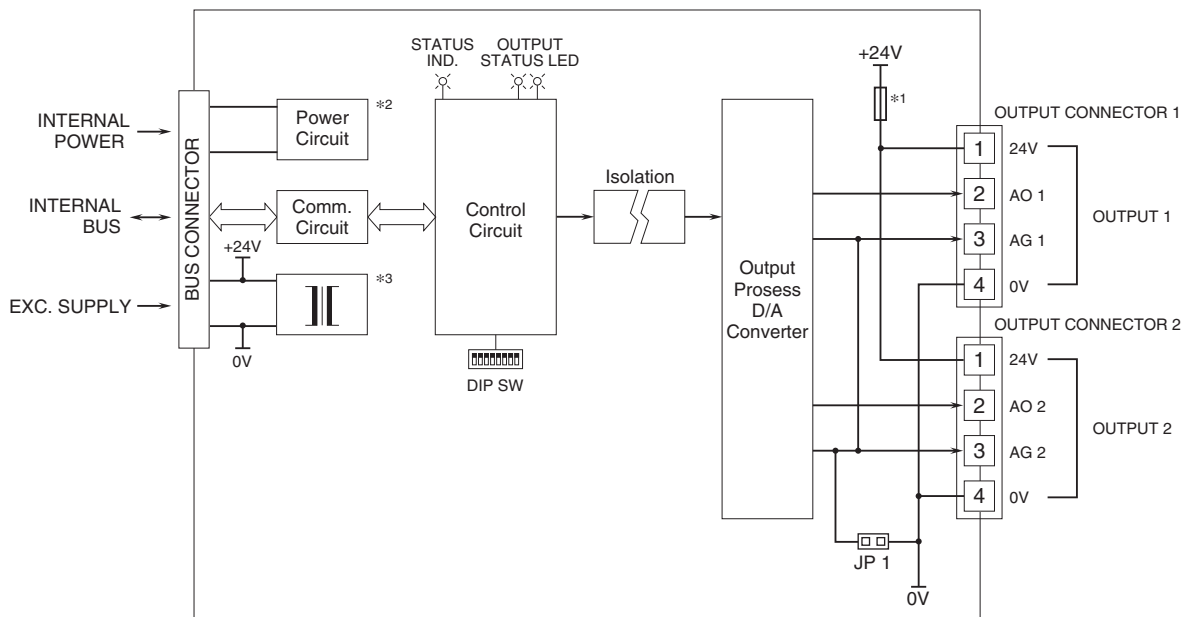 STATUS
IND.
OUTPUT
STATUS LED
+24V
*1
OUTPUT CONNECTOR 1
INTERNAL
POWER
BUS CONNECTOR
Power
Circuit
*2
1
24V
Isolation
2
AO 1
OUTPUT 1
INTERNAL
BUS
Comm.
Circuit
Control
Circuit
3
AG 1
+24V
*3
Output
Prosess
D/A
Converter
4
0V
EXC. SUPPLY
OUTPUT CONNECTOR 2
0V
DIP SW
1
24V
2
AO 2
OUTPUT 2
3
AG 2
4
0V
JP 1
0V